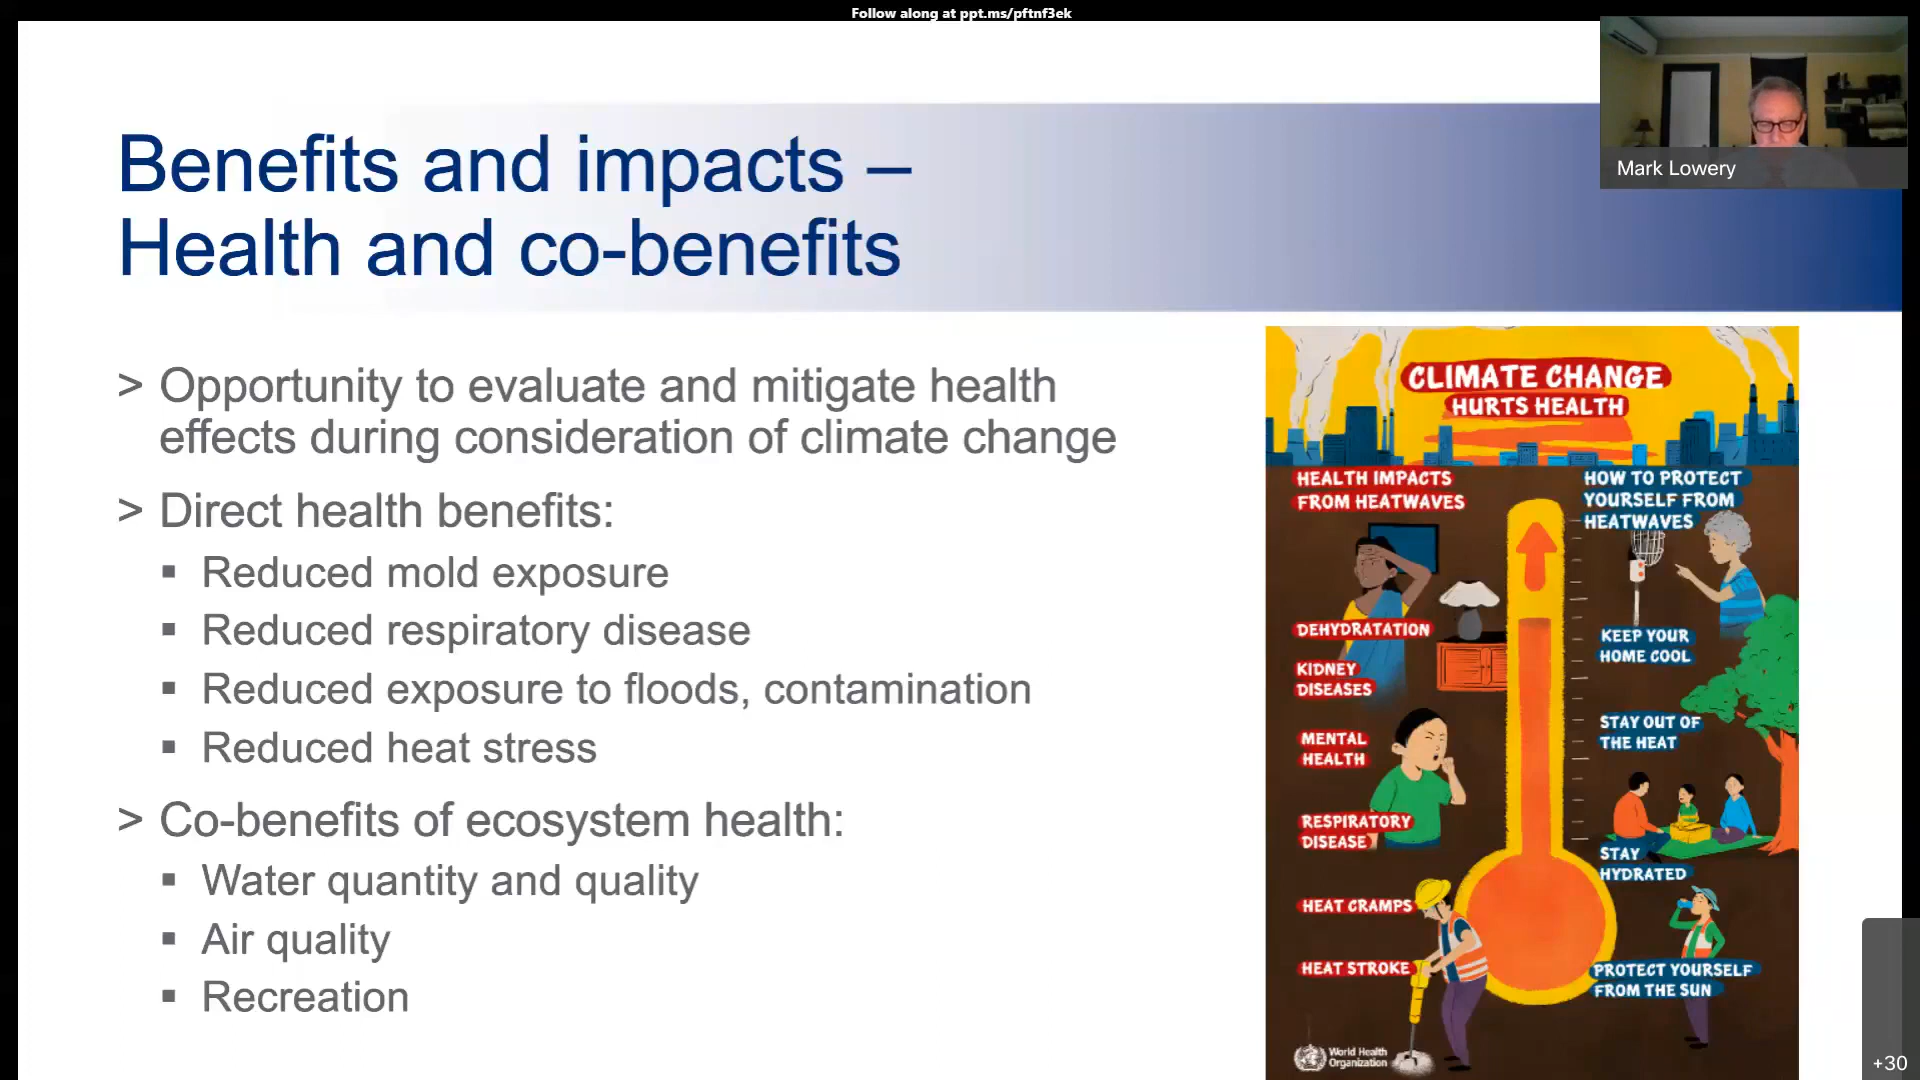 Follow along at ppt.ms/pftnf3ek
Mark Lowery
Benefits and impacts –
Health and co-benefits
> Opportunity to evaluate and mitigate health
effects during consideration of climate change
> Direct health benefits:
▪ Reduced mold exposure
▪ Reduced respiratory disease
▪ Reduced exposure to floods, contamination
▪ Reduced heat stress
> Co-benefits of ecosystem health:
▪ Water quantity and quality
▪ Air quality
▪ Recreation
CLIMATE CHANGE
HURTS HEALTH
HEALTH IMPACTS
FROM HEATWAVES
DEHYDRATATION
KIDNEY
DISEASES
MENTAL
HEALTH
RESPIRATORY
DISEASE
HEAT CRAMPS
HEAT STROKE
HOW TO PROTECT
YOURSELF FROM
HEATWAVES
KEEP YOUR
HOME COOL
STAY OUT OF
THE HEAT
STAY
HYDRATED
PROTECT YOURSELF
FROM THE SUN
World Health
Organization
+30